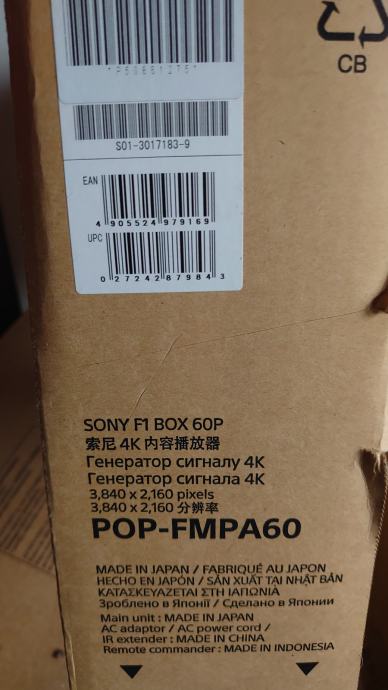 CB
S01-3017183-9
EAN
4 905524 979169
UPC
0 27242 87984 3
SONY F1 BOX 60P
索尼 4K 内容播放器
Генератор сигналу 4K
Генератор сигнала 4K
3,840 x 2,160 pixels
3,840 x 2,160 分辨率
POP-FMPA60
MADE IN JAPAN / FABRIQUÉ AU JAPON
HECHO EN JAPÓN / SẢN XUẤT TẠI NHẬT BẢN
ΚΑΤΑΣΚΕΥΑΖΕΤΑΙ ΣΤΗ ΙΑΠΩΝΙΑ
Зроблено в Японії / Сделано в Японии
Main unit : MADE IN JAPAN
AC adaptor / AC power cord /
IR extender : MADE IN CHINA
Remote commander : MADE IN INDONESIA